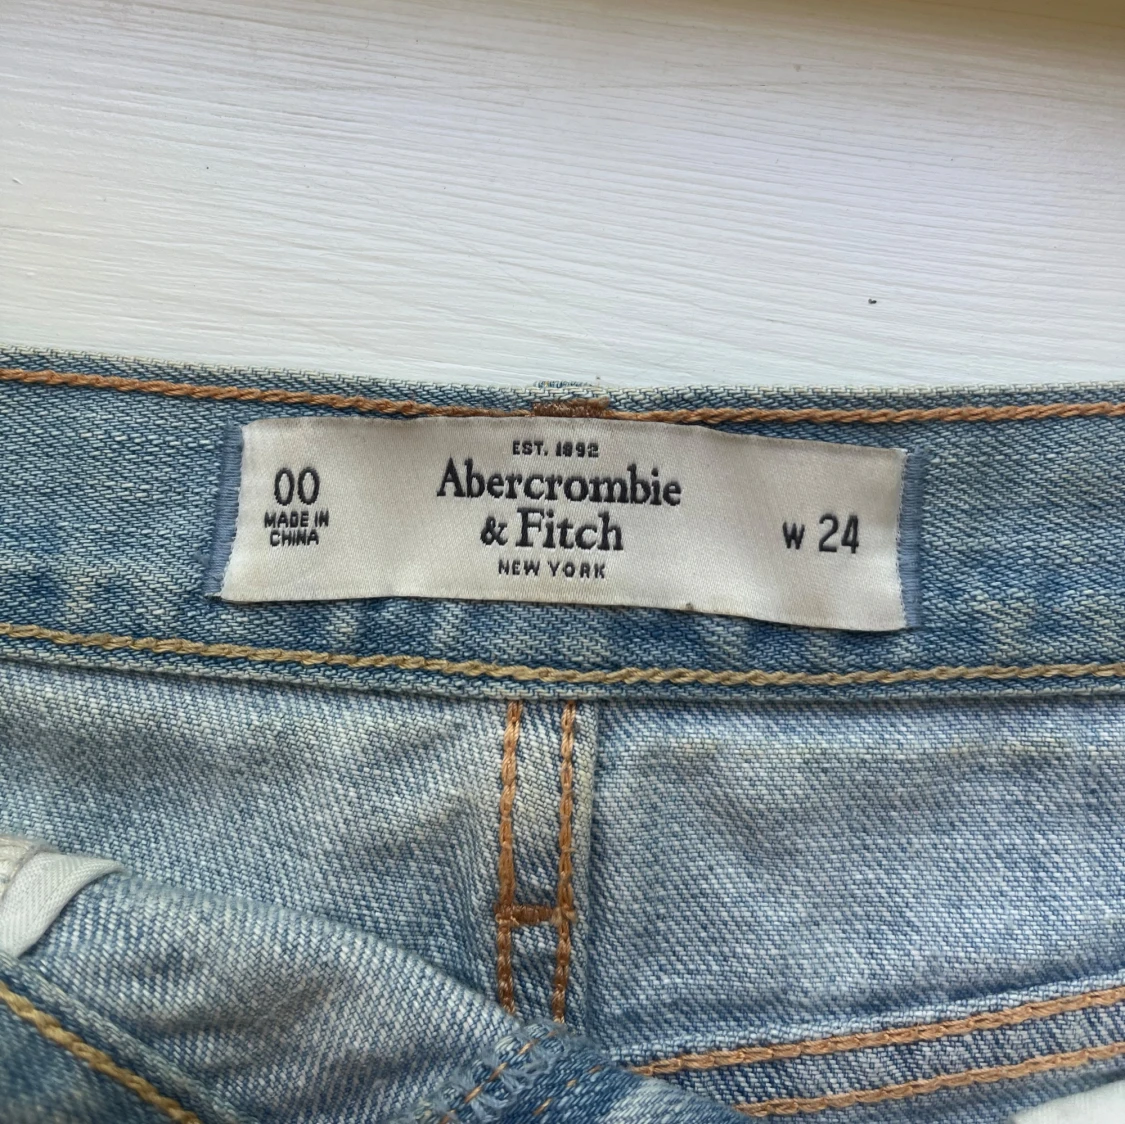 00
MADE IN
CHINA
EST. 1892
Abercrombie
& Fitch
NEW YORK
W 24